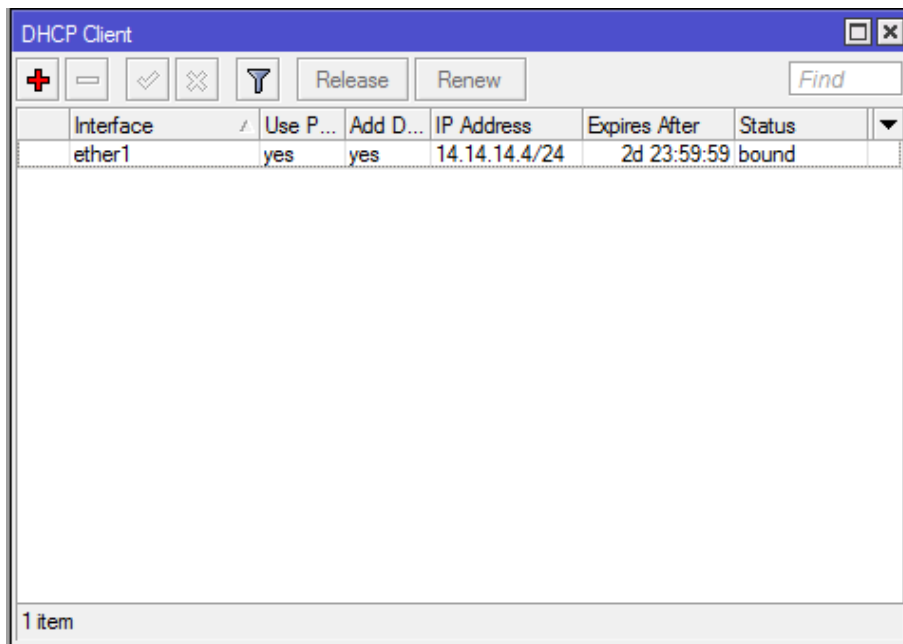 DHCP Client
Release Renew Find
Interface Use P... Add D... IP Address Expires After Status
ether1 yes yes 14.14.14.4/24 2d 23:59:59 bound
1 item